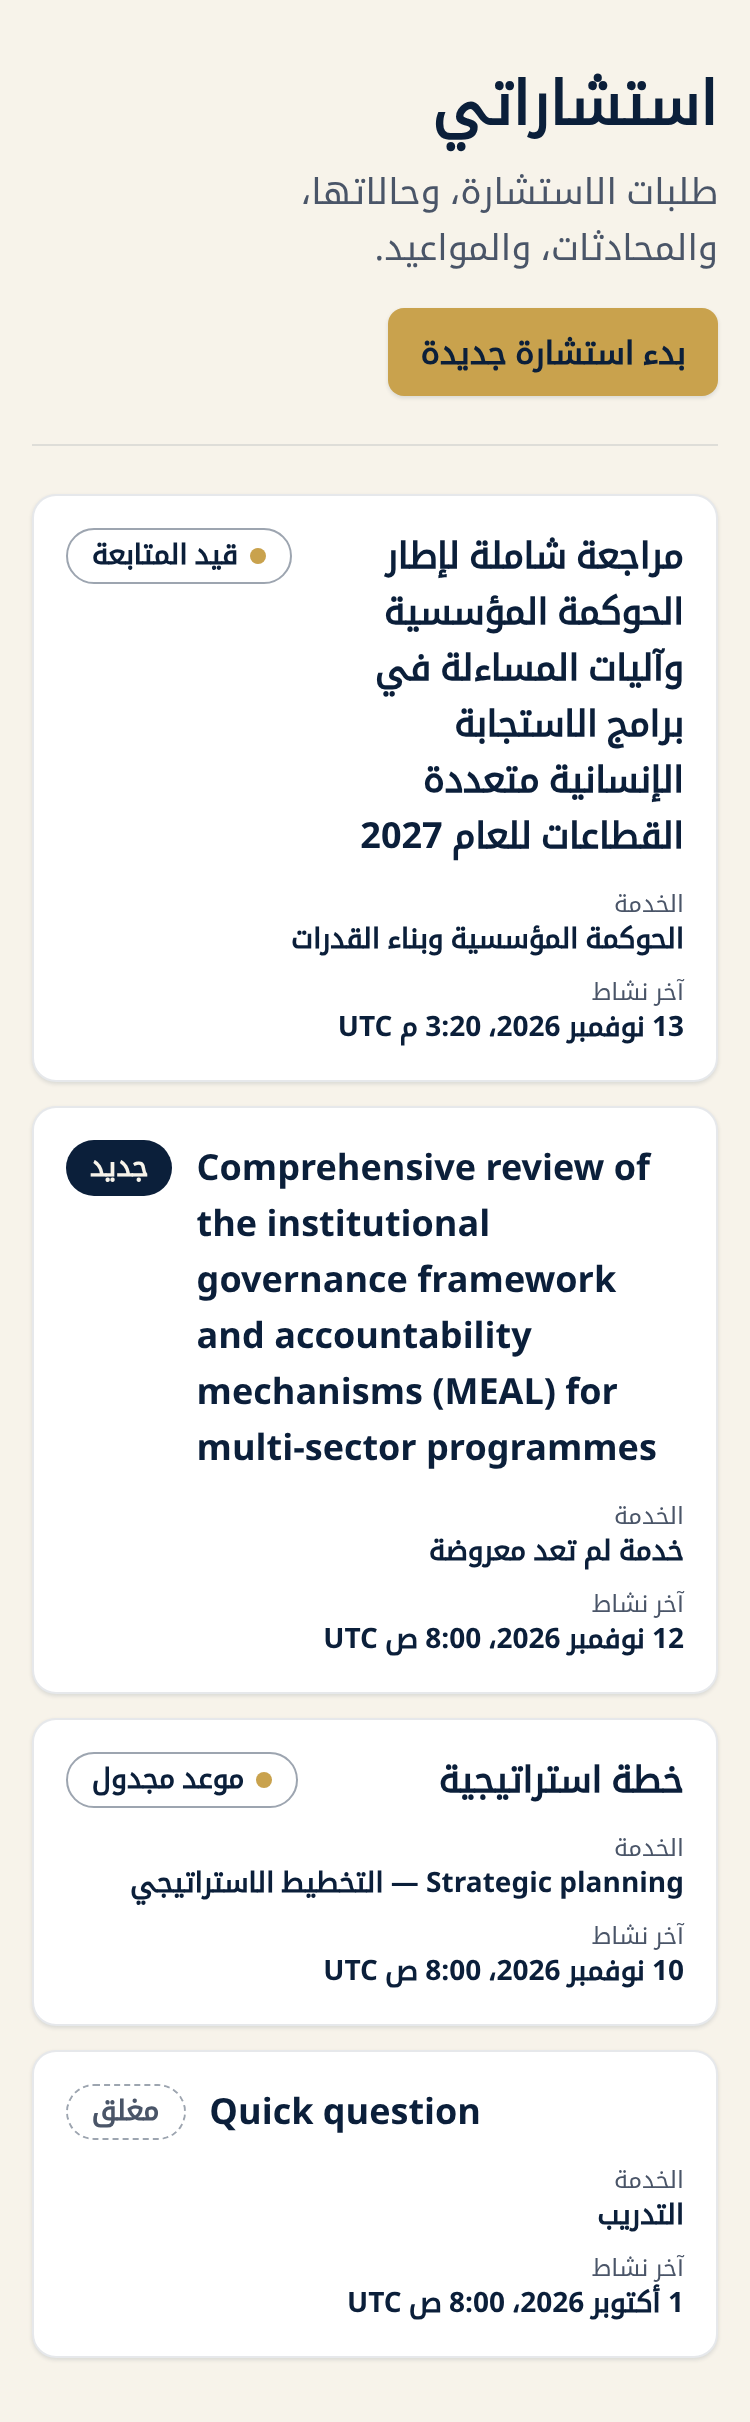 استشاراتي
طلبات الاستشارة، وحالاتها،
والمحادثات، والمواعيد.
بدء استشارة جديدة
مراجعة شاملة لإطار
الحوكمة المؤسسية
وآليات المساءلة في
برامج الاستجابة
الإنسانية متعددة
القطاعات للعام 2027
قيد المتابعة
الخدمة
الحوكمة المؤسسية وبناء القدرات
آخر نشاط
13 نوفمبر 2026، 3:20 م UTC
Comprehensive review of
the institutional
governance framework
and accountability
mechanisms (MEAL) for
multi-sector programmes
جديد
الخدمة
خدمة لم تعد معروضة
آخر نشاط
12 نوفمبر 2026، 8:00 ص UTC
خطة استراتيجية
موعد مجدول
الخدمة
Strategic planning — التخطيط الاستراتيجي
آخر نشاط
10 نوفمبر 2026، 8:00 ص UTC
Quick question
مغلق
الخدمة
التدريب
آخر نشاط
1 أكتوبر 2026، 8:00 ص UTC